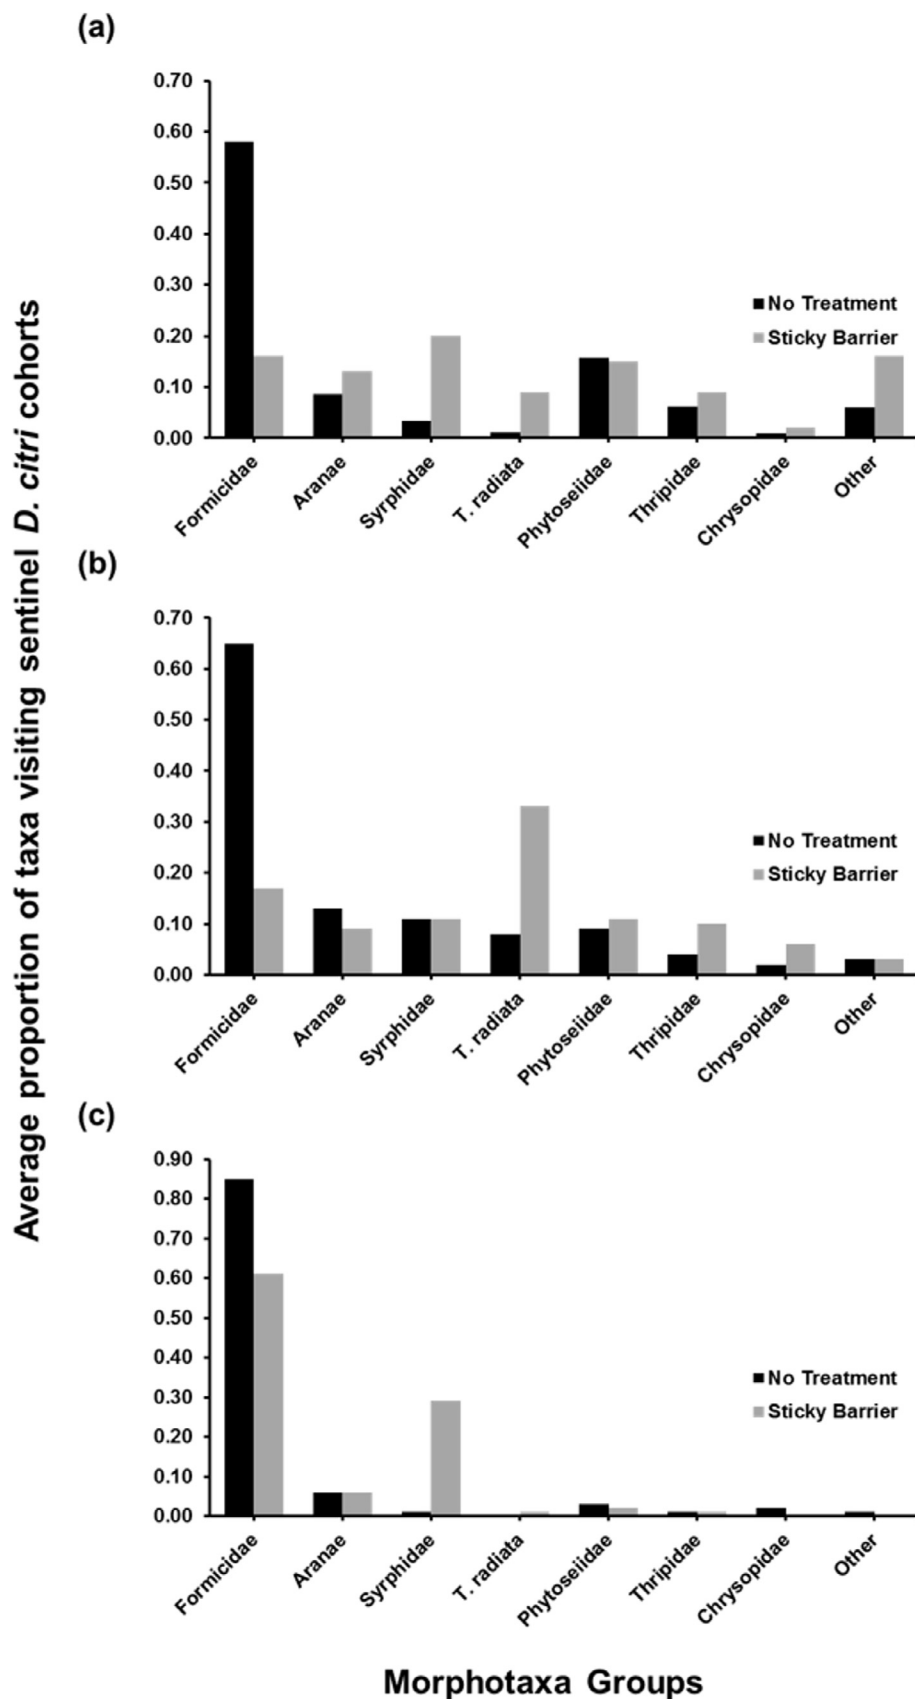 Average proportion of taxa visiting sentinel D. citri cohorts
(a)
0.70
0.60
0.50
0.40
0.30
0.20
0.10
0.00
No Treatment
Sticky Barrier
Formicidae
Aranae
Syrphidae
T. radiata
Phytoseiidae
Thripidae
Chrysopidae
Other
(b)
0.70
0.60
0.50
0.40
0.30
0.20
0.10
0.00
No Treatment
Sticky Barrier
Formicidae
Aranae
Syrphidae
T. radiata
Phytoseiidae
Thripidae
Chrysopidae
Other
(c)
0.90
0.80
0.70
0.60
0.50
0.40
0.30
0.20
0.10
0.00
No Treatment
Sticky Barrier
Formicidae
Aranae
Syrphidae
T. radiata
Phytoseiidae
Thripidae
Chrysopidae
Other
Morphotaxa Groups